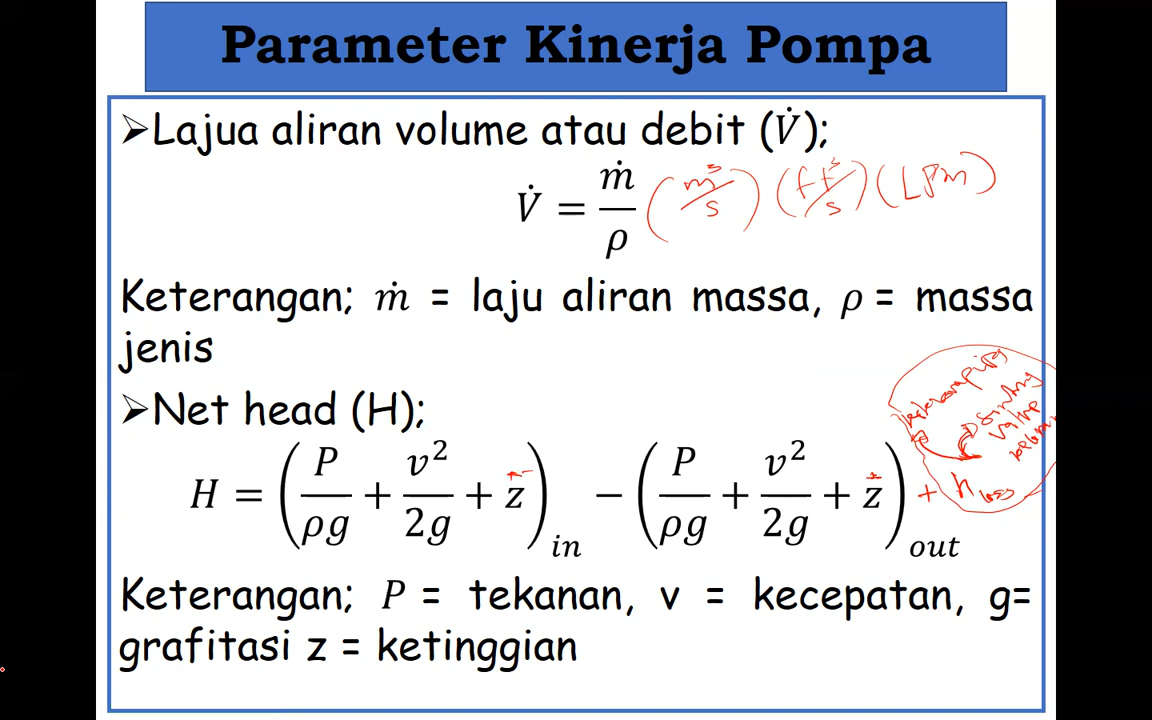 Parameter Kinerja Pompa
➢Lajua aliran volume atau debit (V̇);
V̇ = ṁ/ρ (m³/s) (ft³/s) (LPM)
Keterangan; ṁ = laju aliran massa, ρ = massa
jenis
➢Net head (H);
H = (P/ρg + v²/2g + z)in − (P/ρg + v²/2g + z)out + h loss
Keterangan; P = tekanan, v = kecepatan, g=
grafitasi z = ketinggian